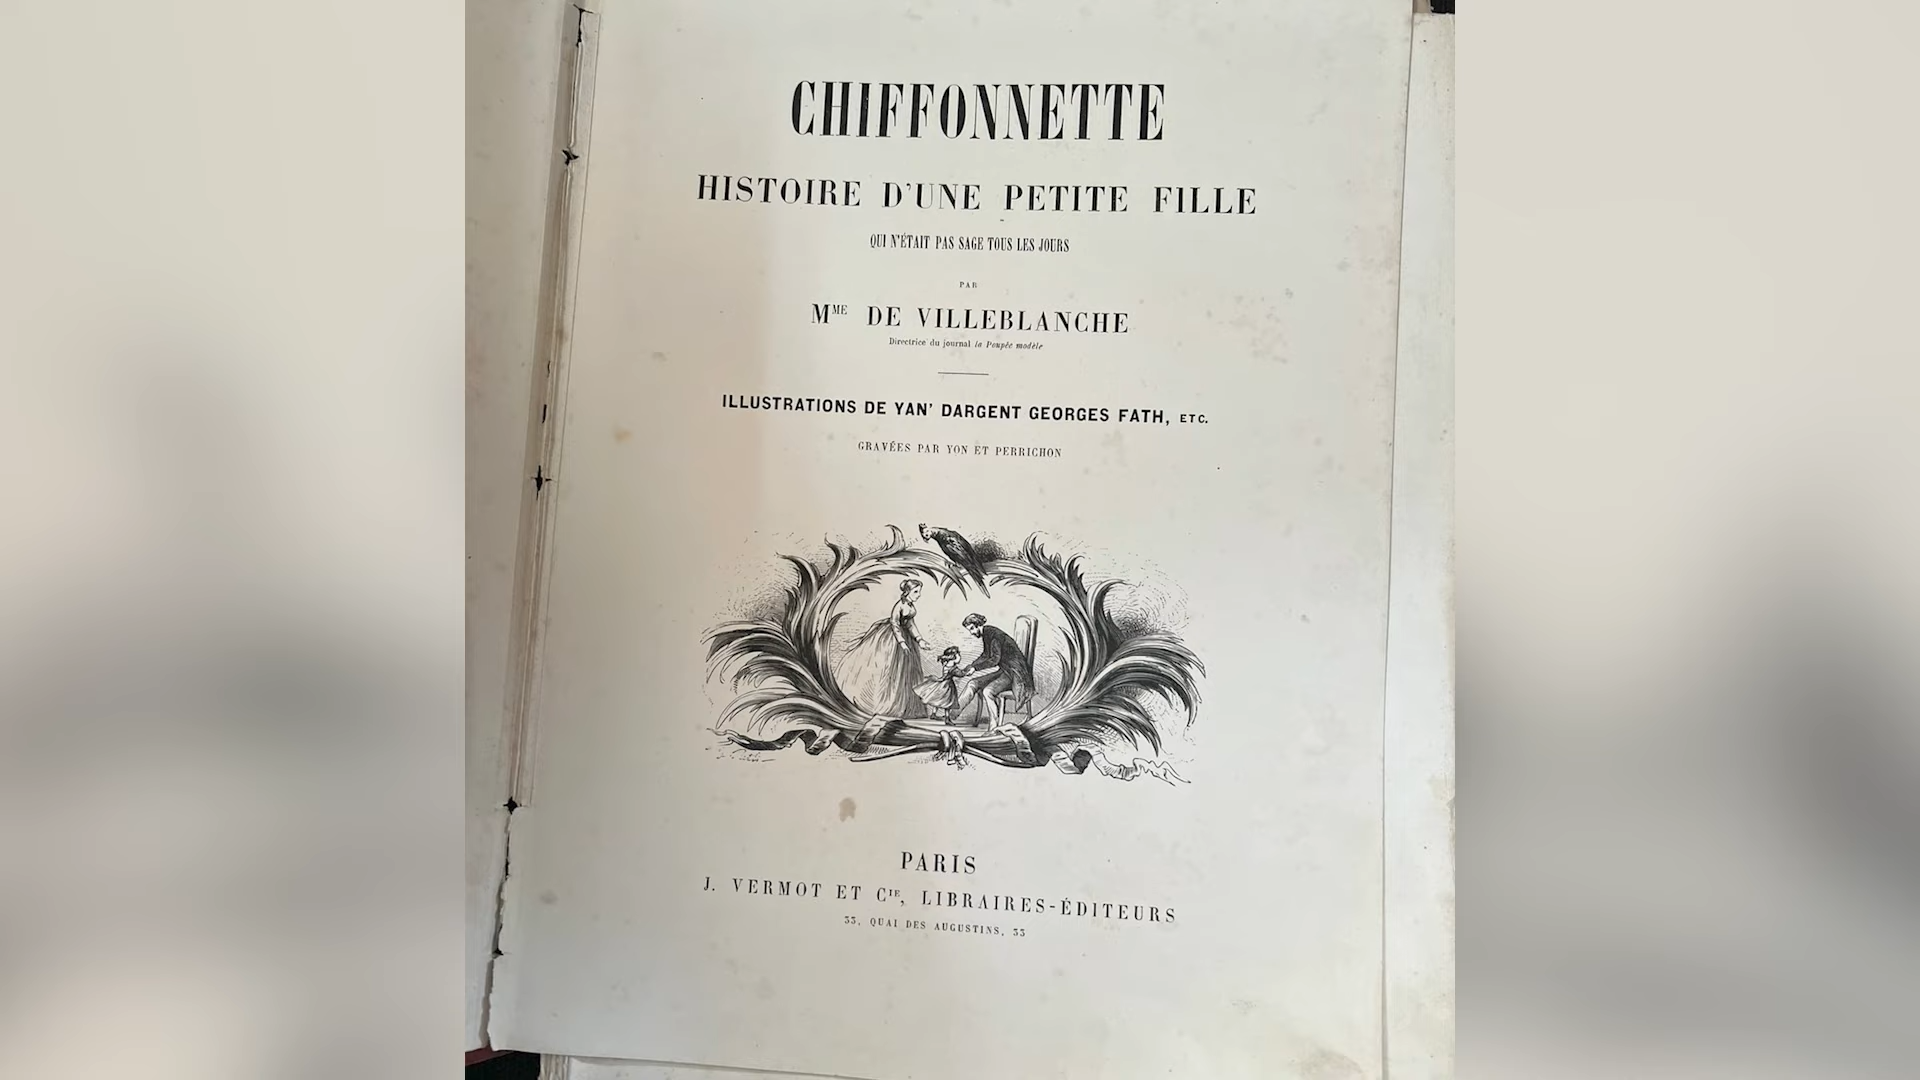 CHIFFONNETTE
HISTOIRE D'UNE PETITE FILLE
QUI N'ÉTAIT PAS SAGE TOUS LES JOURS
PAR
MME DE VILLEBLANCHE
Directrice du journal la Poupée modèle
ILLUSTRATIONS DE YAN' DARGENT GEORGES FATH, ETC.
GRAVÉES PAR YON ET PERRICHON
PARIS
J. VERMOT ET CIE, LIBRAIRES-ÉDITEURS
33, QUAI DES AUGUSTINS, 33